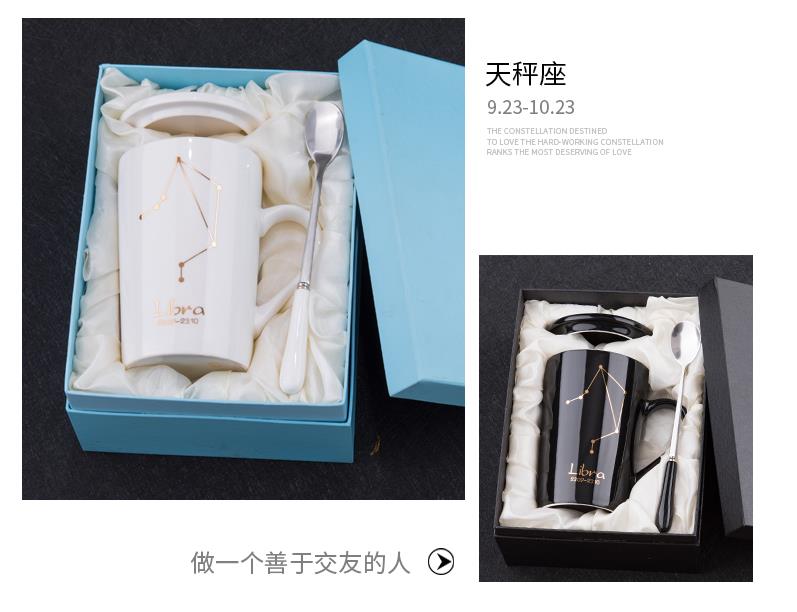 天秤座
9.23-10.23
THE CONSTELLATION DESTINED
TO LOVE THE HARD-WORKING CONSTELLATION
RANKS THE MOST DESERVING OF LOVE
Libra
Libra
做一个善于交友的人